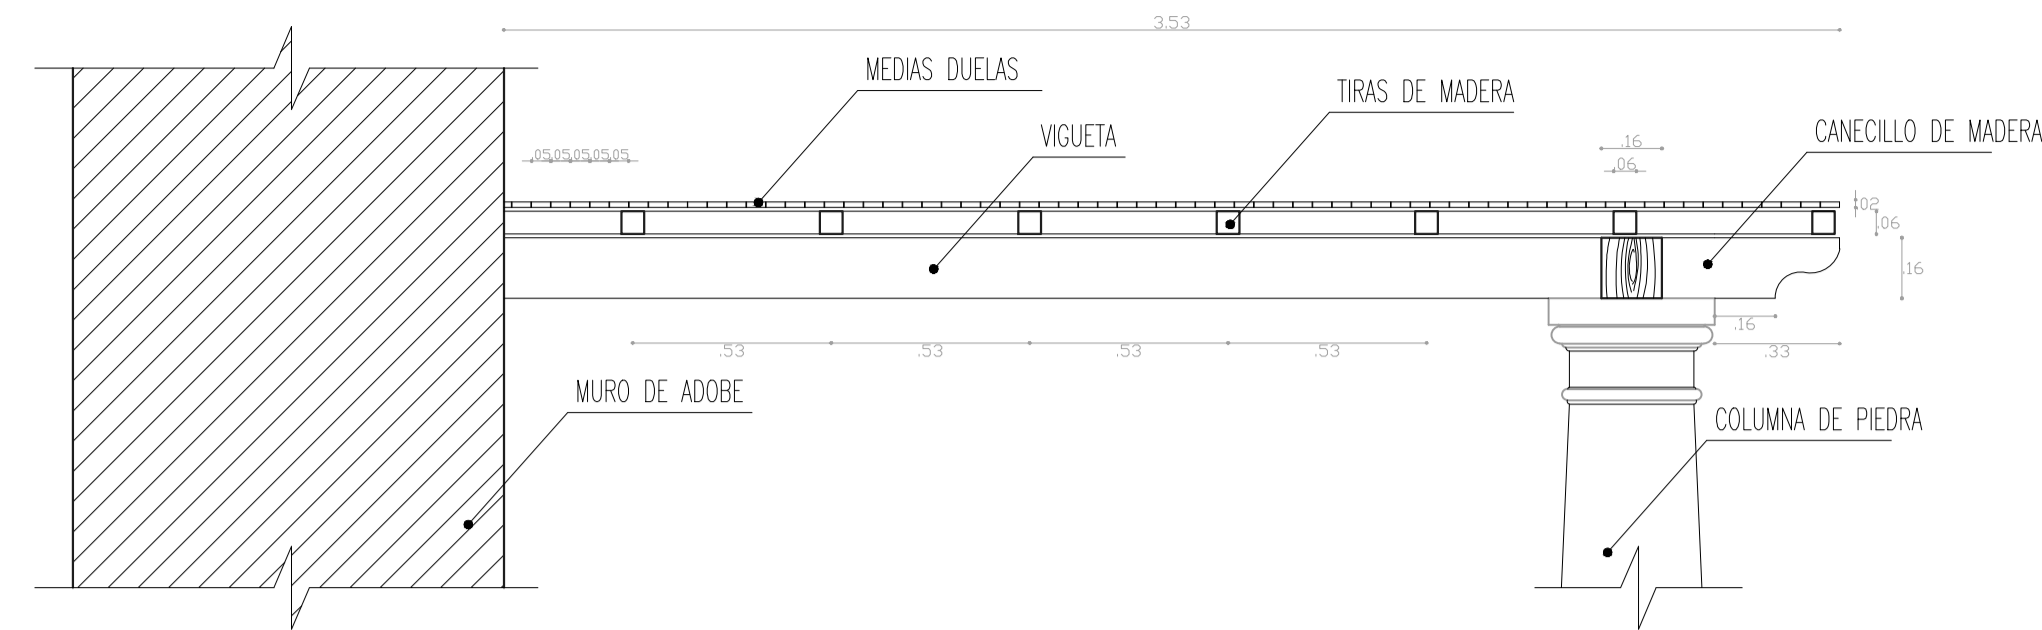 3.53
MEDIAS DUELAS
TIRAS DE MADERA
VIGUETA
CANECILLO DE MADERA
.16
.05.05.05.05.05
.06
.02
.06
.16
.16
.53
.53
.53
.53
.33
MURO DE ADOBE
COLUMNA DE PIEDRA